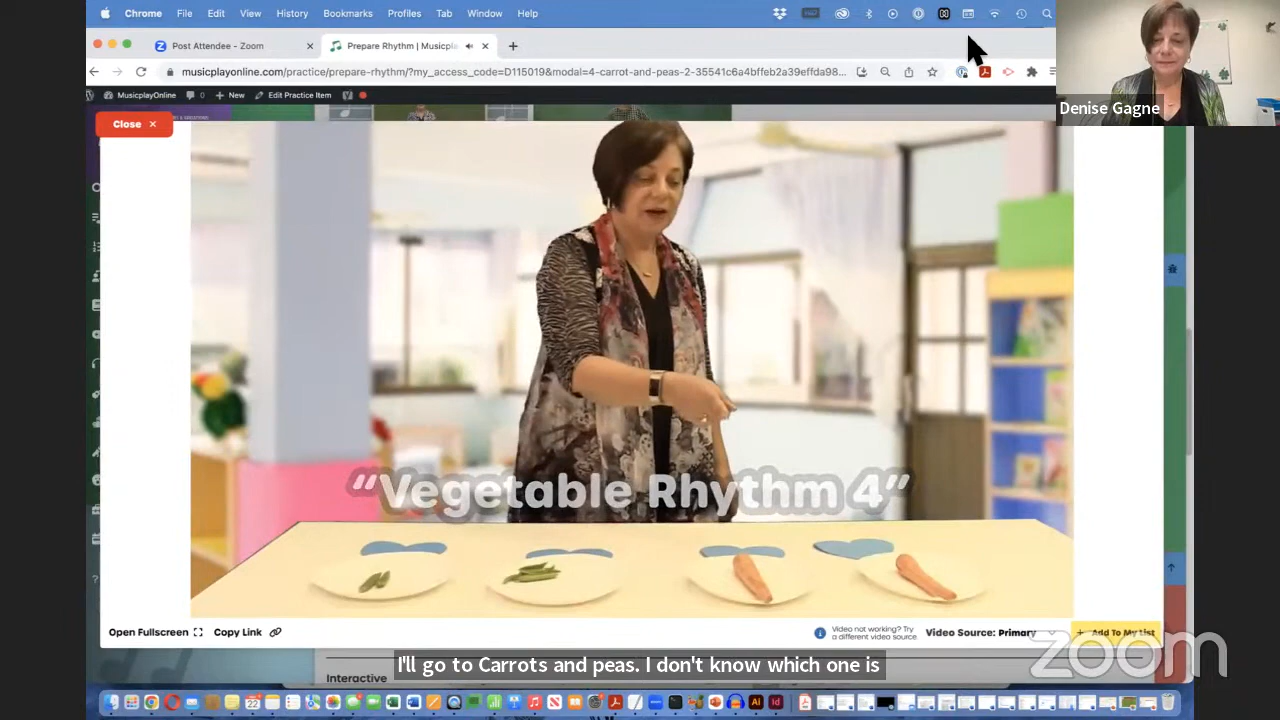 Chrome File Edit View History Bookmarks Profiles Tab Window Help
Post Attendee - Zoom
Prepare Rhythm | Musicpla
musicplayonline.com/practice/prepare-rhythm/?my_access_code=D115019&modal=4-carrot-and-peas-2-35541c6a4bffeb2a39effda98...
MusicplayOnline 0 + New Edit Practice Item
Denise Gagne
Close ×
"Vegetable Rhythm 4"
Open Fullscreen Copy Link
Video not working? Try
a different video source.
Video Source: Primary
+ Add To My List
zoom
I'll go to Carrots and peas. I don't know which one is
Interactive